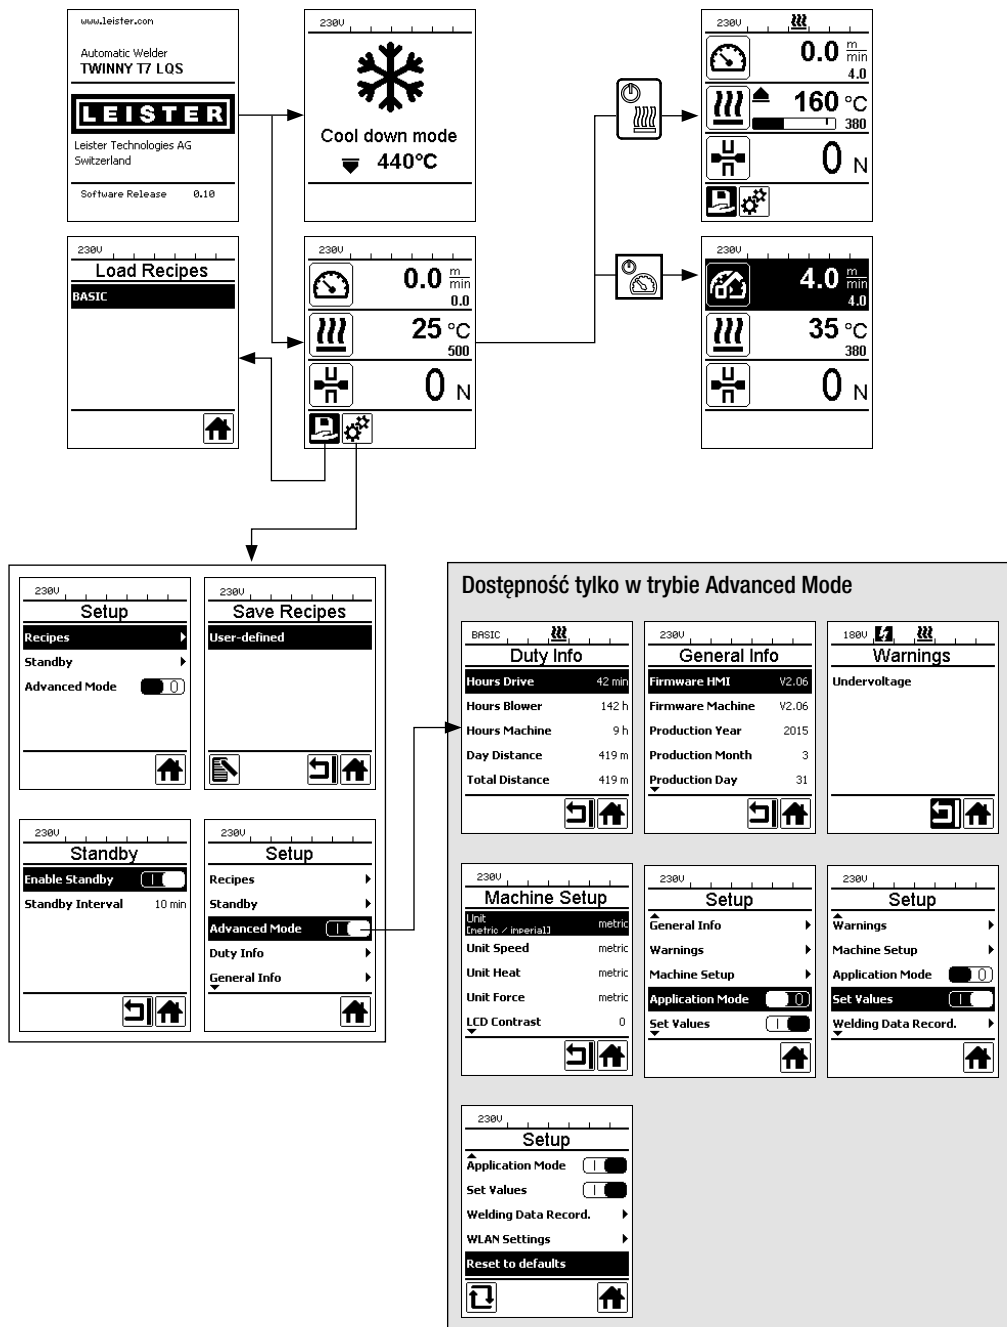 www.leister.com
Automatic Welder
TWINNY T7 LQS
LEISTER
Leister Technologies AG
Switzerland
Software Release 0.10
230V
Cool down mode
440°C
230V
0.0 m/min
4.0
160 °C
380
0 N
230V
Load Recipes
BASIC
230V
0.0 m/min
0.0
25 °C
500
0 N
230V
4.0 m/min
4.0
35 °C
380
0 N
230V
Setup
Recipes
Standby
Advanced Mode 0
230V
Save Recipes
User-defined
230V
Standby
Enable Standby
Standby Interval 10 min
230V
Setup
Recipes
Standby
Advanced Mode
Duty Info
General Info
Dostępność tylko w trybie Advanced Mode
BASIC
Duty Info
Hours Drive 42 min
Hours Blower 142 h
Hours Machine 9 h
Day Distance 419 m
Total Distance 419 m
230V
General Info
Firmware HMI V2.06
Firmware Machine V2.06
Production Year 2015
Production Month 3
Production Day 31
180V
Warnings
Undervoltage
230V
Machine Setup
Unit metric
[metric / inperial]
Unit Speed metric
Unit Heat metric
Unit Force metric
LCD Contrast 0
230V
Setup
General Info
Warnings
Machine Setup
Application Mode 0
Set Values
230V
Setup
Warnings
Machine Setup
Application Mode 0
Set Values
Welding Data Record.
230V
Setup
Application Mode
Set Values
Welding Data Record.
WLAN Settings
Reset to defaults